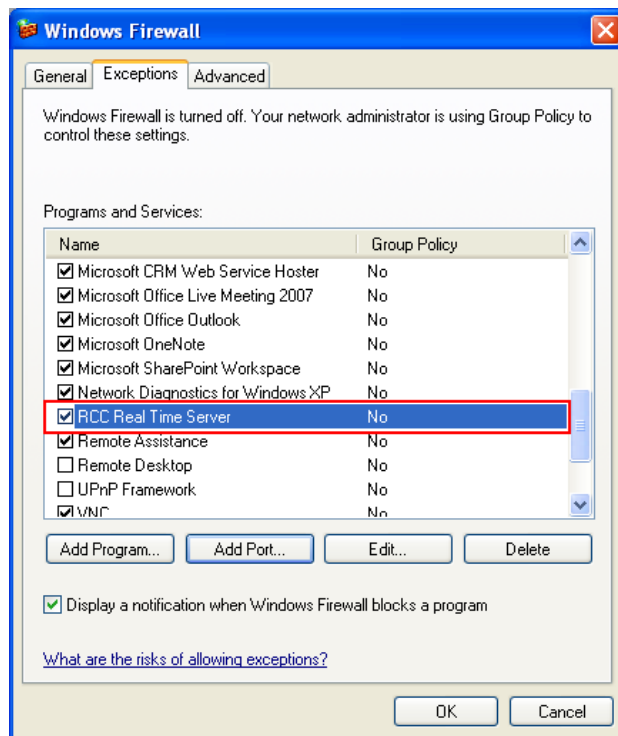 Windows Firewall
General Exceptions Advanced
Windows Firewall is turned off. Your network administrator is using Group Policy to
control these settings.
Programs and Services:
Name Group Policy
Microsoft CRM Web Service Hoster No
Microsoft Office Live Meeting 2007 No
Microsoft Office Outlook No
Microsoft OneNote No
Microsoft SharePoint Workspace No
Network Diagnostics for Windows XP No
RCC Real Time Server No
Remote Assistance No
Remote Desktop No
UPnP Framework No
VNC No
Add Program... Add Port... Edit... Delete
Display a notification when Windows Firewall blocks a program
What are the risks of allowing exceptions?
OK Cancel